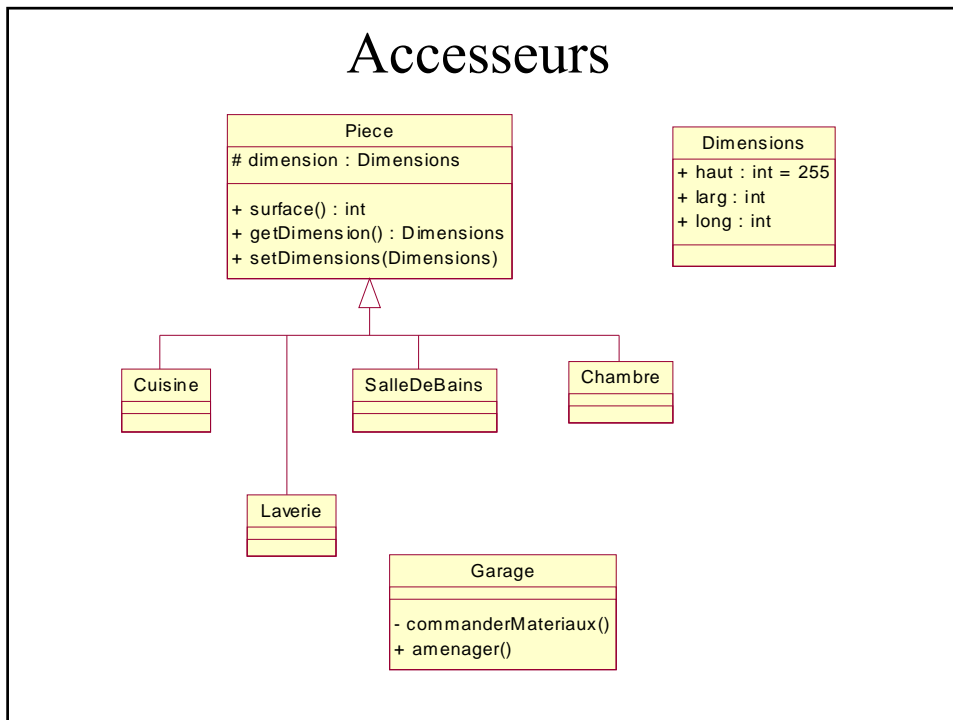 Accesseurs
Piece
# dimension : Dimensions
+ surface() : int
+ getDimension() : Dimensions
+ setDimensions(Dimensions)
Dimensions
+ haut : int = 255
+ larg : int
+ long : int
Cuisine
SalleDeBains
Chambre
Laverie
Garage
- commanderMateriaux()
+ amenager()